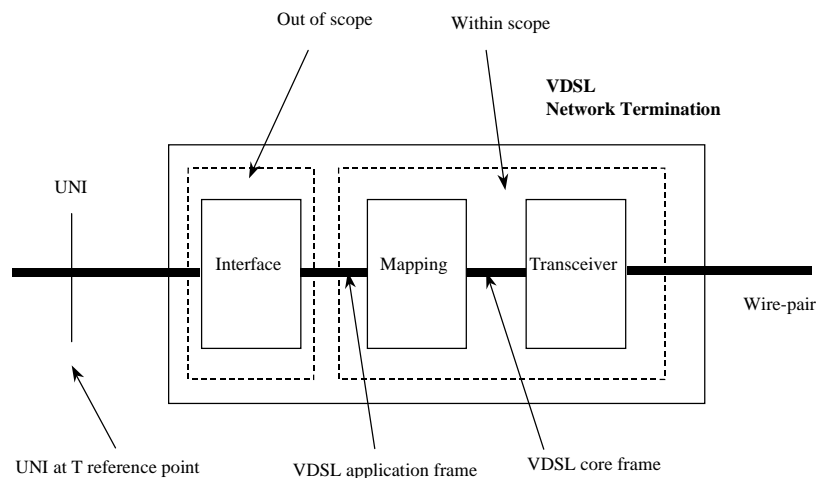 Out of scope
Within scope
VDSL
Network Termination
UNI
Interface
Mapping
Transceiver
Wire-pair
UNI at T reference point
VDSL application frame
VDSL core frame